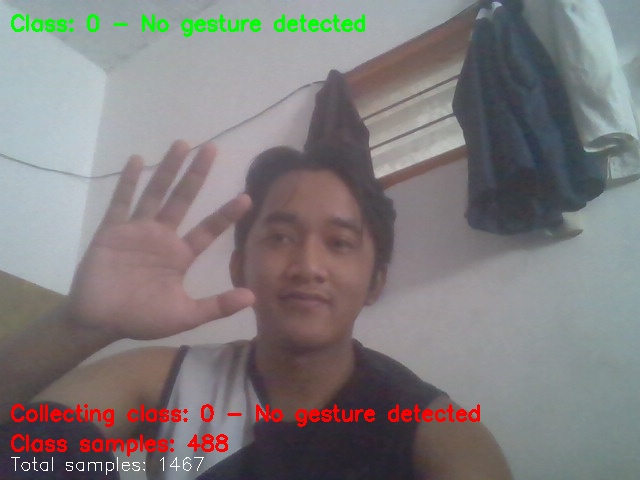 Class: 0 - No gesture detected
Collecting class: 0 - No gesture detected
Class samples: 488
Total samples: 1467